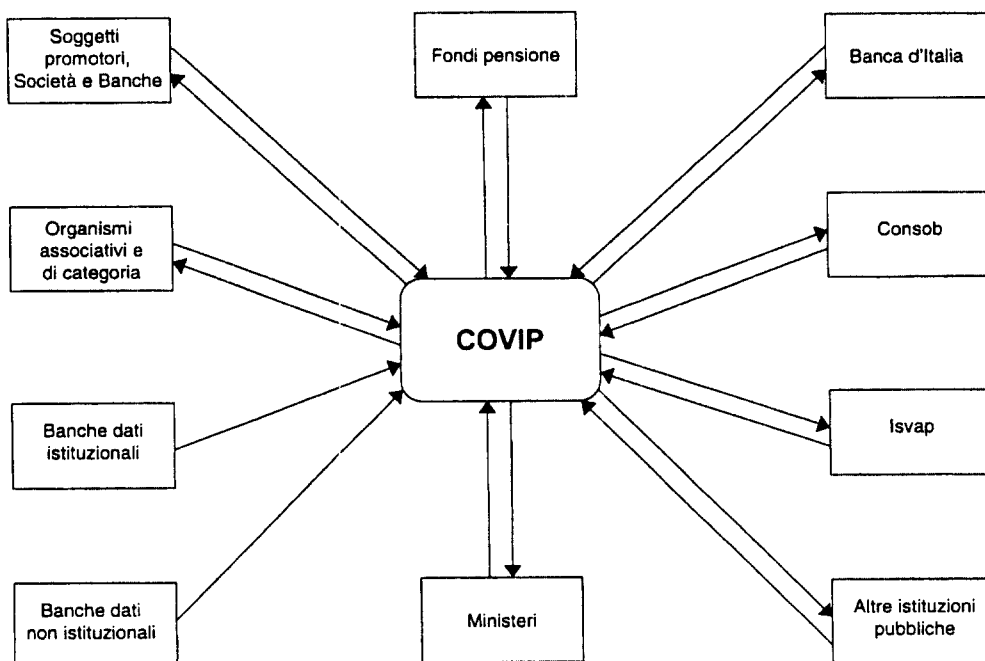 Soggetti
promotori,
Società e Banche
Fondi pensione
Banca d'Italia
Organismi
associativi e
di categoria
Consob
COVIP
Banche dati
istituzionali
Isvap
Banche dati
non istituzionali
Ministeri
Altre istituzioni
pubbliche